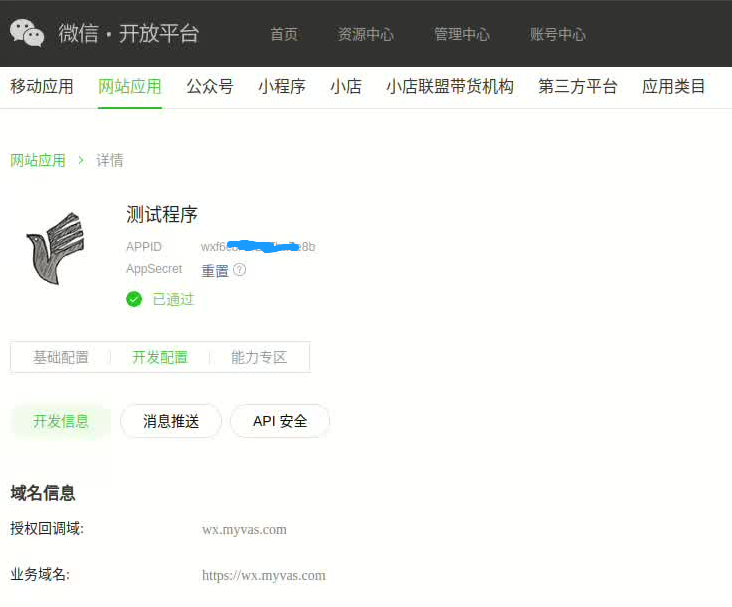 微信·开放平台 首页 资源中心 管理中心 账号中心
移动应用 网站应用 公众号 小程序 小店 小店联盟带货机构 第三方平台 应用类目
网站应用 > 详情
测试程序
APPID
AppSecret 重置 ?
已通过
基础配置 开发配置 能力专区
开发信息 消息推送 API 安全
域名信息
授权回调域: wx.myvas.com
业务域名: https://wx.myvas.com